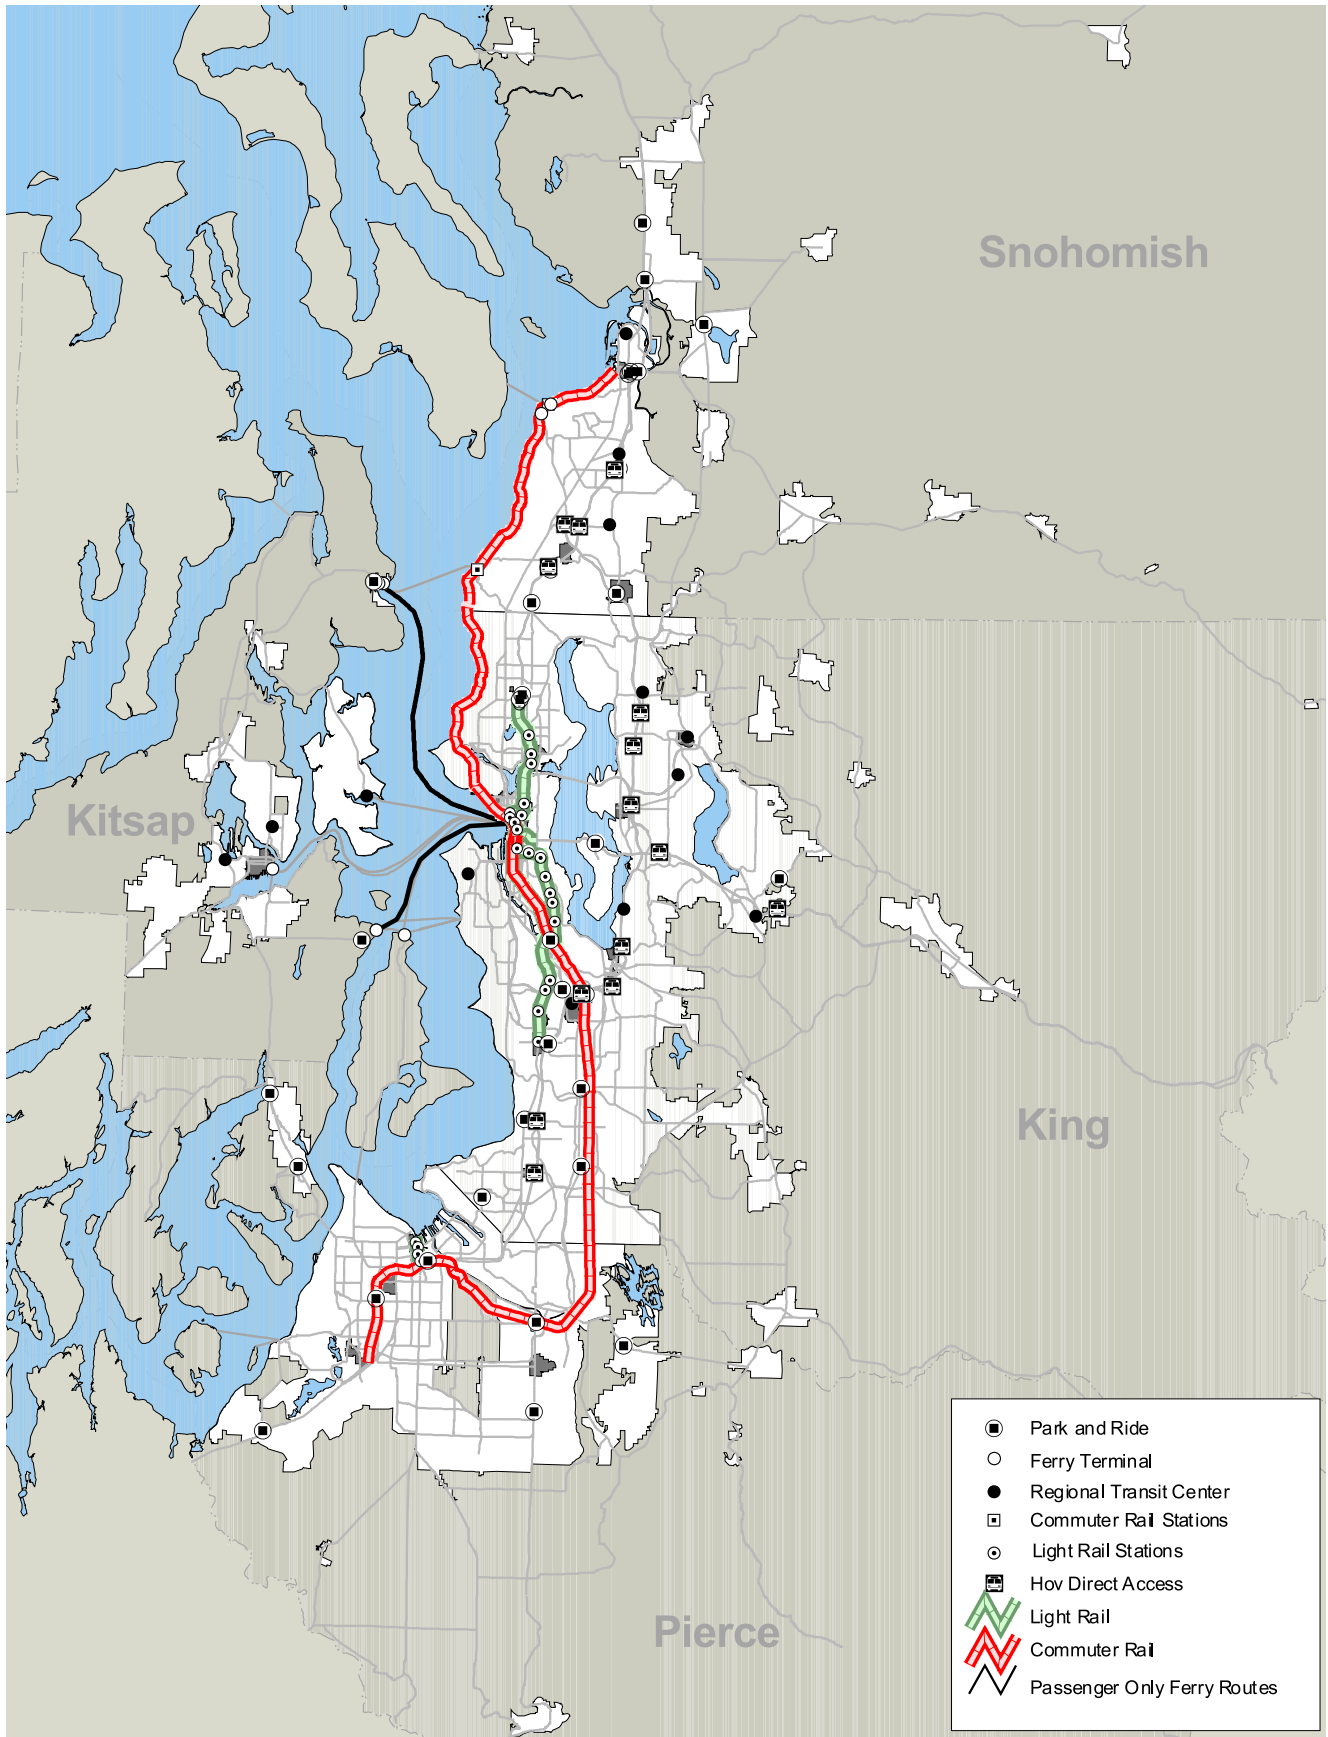 Snohomish
Kitsap
King
Park and Ride
Ferry Terminal
Regional Transit Center
Commuter Rail Stations
Light Rail Stations
Hov Direct Access
Light Rail
Commuter Rail
Passenger Only Ferry Routes
Pierce